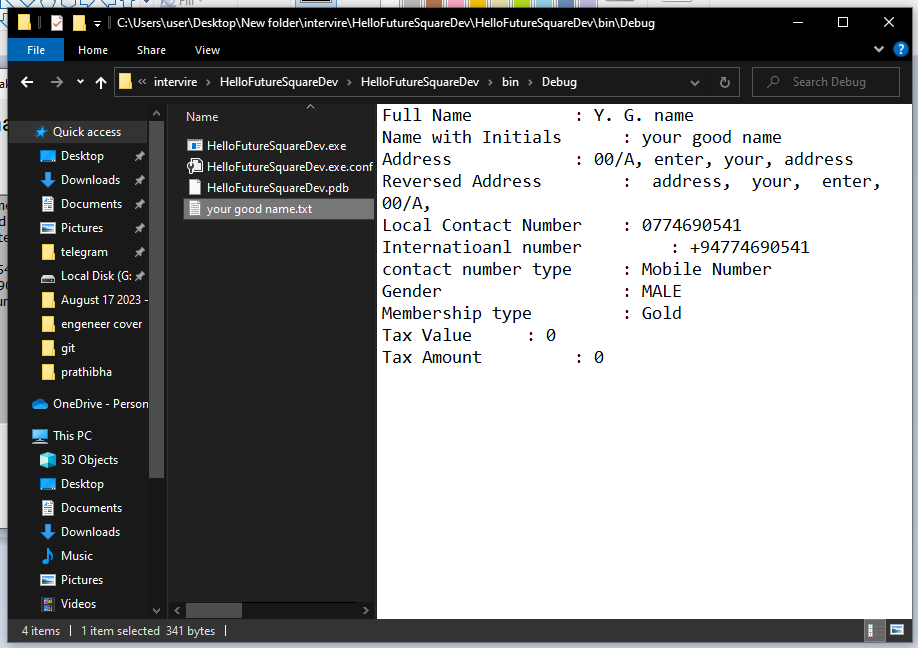 Fill
C:\Users\user\Desktop\New folder\intervire\HelloFutureSquareDev\HelloFutureSquareDev\bin\Debug
File Home Share View
« intervire › HelloFutureSquareDev › HelloFutureSquareDev › bin › Debug
Search Debug
Quick access
Desktop
Downloads
Documents
Pictures
telegram
Local Disk (G:
August 17 2023 -
engeneer cover
git
prathibha
OneDrive - Person
This PC
3D Objects
Desktop
Documents
Downloads
Music
Pictures
Videos
Name
HelloFutureSquareDev.exe
HelloFutureSquareDev.exe.conf
HelloFutureSquareDev.pdb
your good name.txt
Full Name : Y. G. name
Name with Initials : your good name
Address : 00/A, enter, your, address
Reversed Address : address, your, enter,
00/A,
Local Contact Number : 0774690541
Internatioanl number : +94774690541
contact number type : Mobile Number
Gender : MALE
Membership type : Gold
Tax Value : 0
Tax Amount : 0
4 items | 1 item selected 341 bytes |